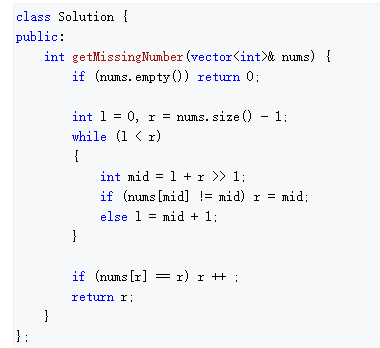 class Solution {
public:
    int getMissingNumber(vector<int>& nums) {
        if (nums.empty()) return 0;

        int l = 0, r = nums.size() - 1;
        while (l < r)
        {
            int mid = l + r >> 1;
            if (nums[mid] != mid) r = mid;
            else l = mid + 1;
        }

        if (nums[r] == r) r ++ ;
        return r;
    }
};